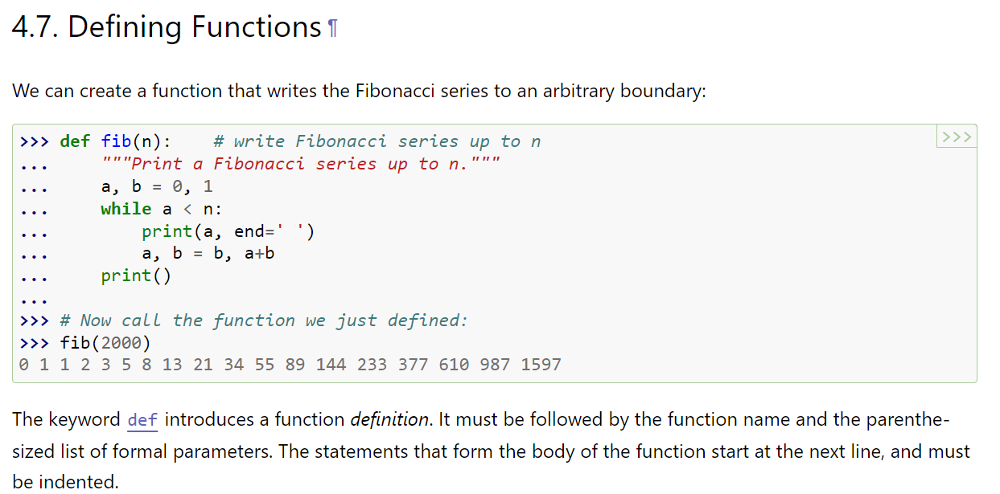 4.7. Defining Functions ¶
We can create a function that writes the Fibonacci series to an arbitrary boundary:
>>> def fib(n):    # write Fibonacci series up to n
>>>
...     """Print a Fibonacci series up to n."""
...     a, b = 0, 1
...     while a < n:
...         print(a, end=' ')
...         a, b = b, a+b
...     print()
...
>>> # Now call the function we just defined:
>>> fib(2000)
0 1 1 2 3 5 8 13 21 34 55 89 144 233 377 610 987 1597
The keyword def introduces a function definition. It must be followed by the function name and the parenthe-
sized list of formal parameters. The statements that form the body of the function start at the next line, and must
be indented.